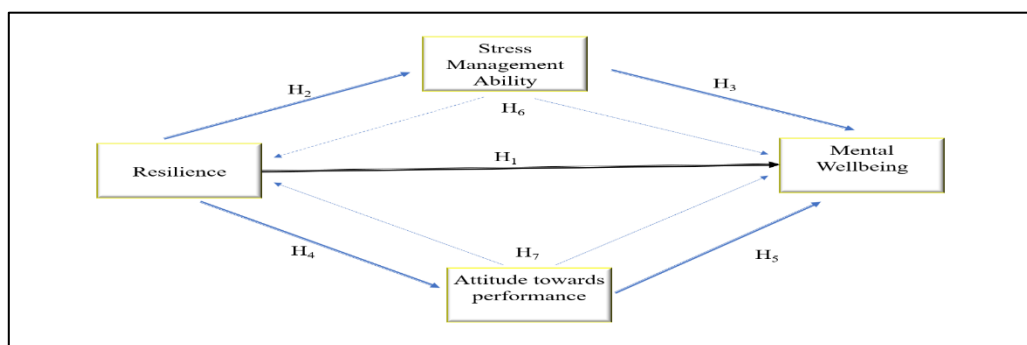 Stress
Management
Ability
H₂
H₃
H₆
Resilience
H₁
Mental
Wellbeing
H₄
H₇
H₅
Attitude towards
performance